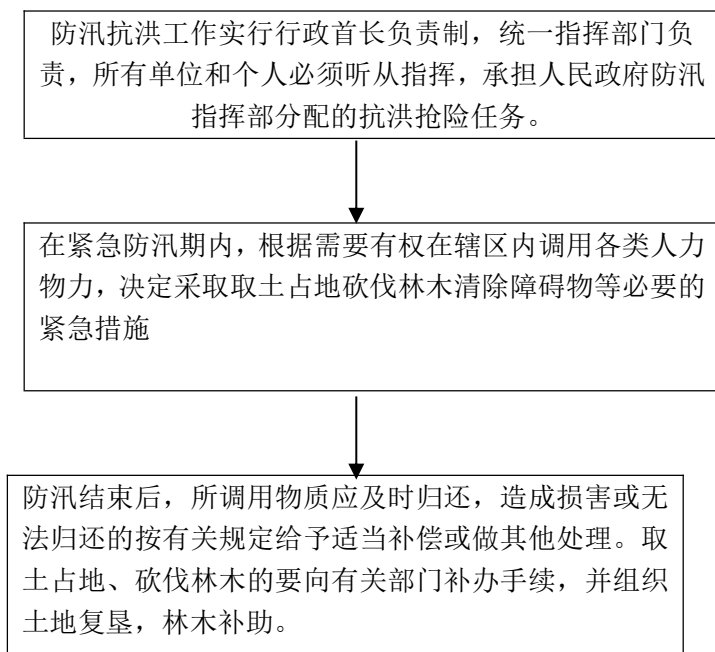 防汛抗洪工作实行行政首长负责制，统一指挥部门负
责，所有单位和个人必须听从指挥，承担人民政府防汛
指挥部分配的抗洪抢险任务。
在紧急防汛期内，根据需要有权在辖区内调用各类人力
物力，决定采取取土占地砍伐林木清除障碍物等必要的
紧急措施
防汛结束后，所调用物质应及时归还，造成损害或无
法归还的按有关规定给予适当补偿或做其他处理。取
土占地、砍伐林木的要向有关部门补办手续，并组织
土地复垦，林木补助。